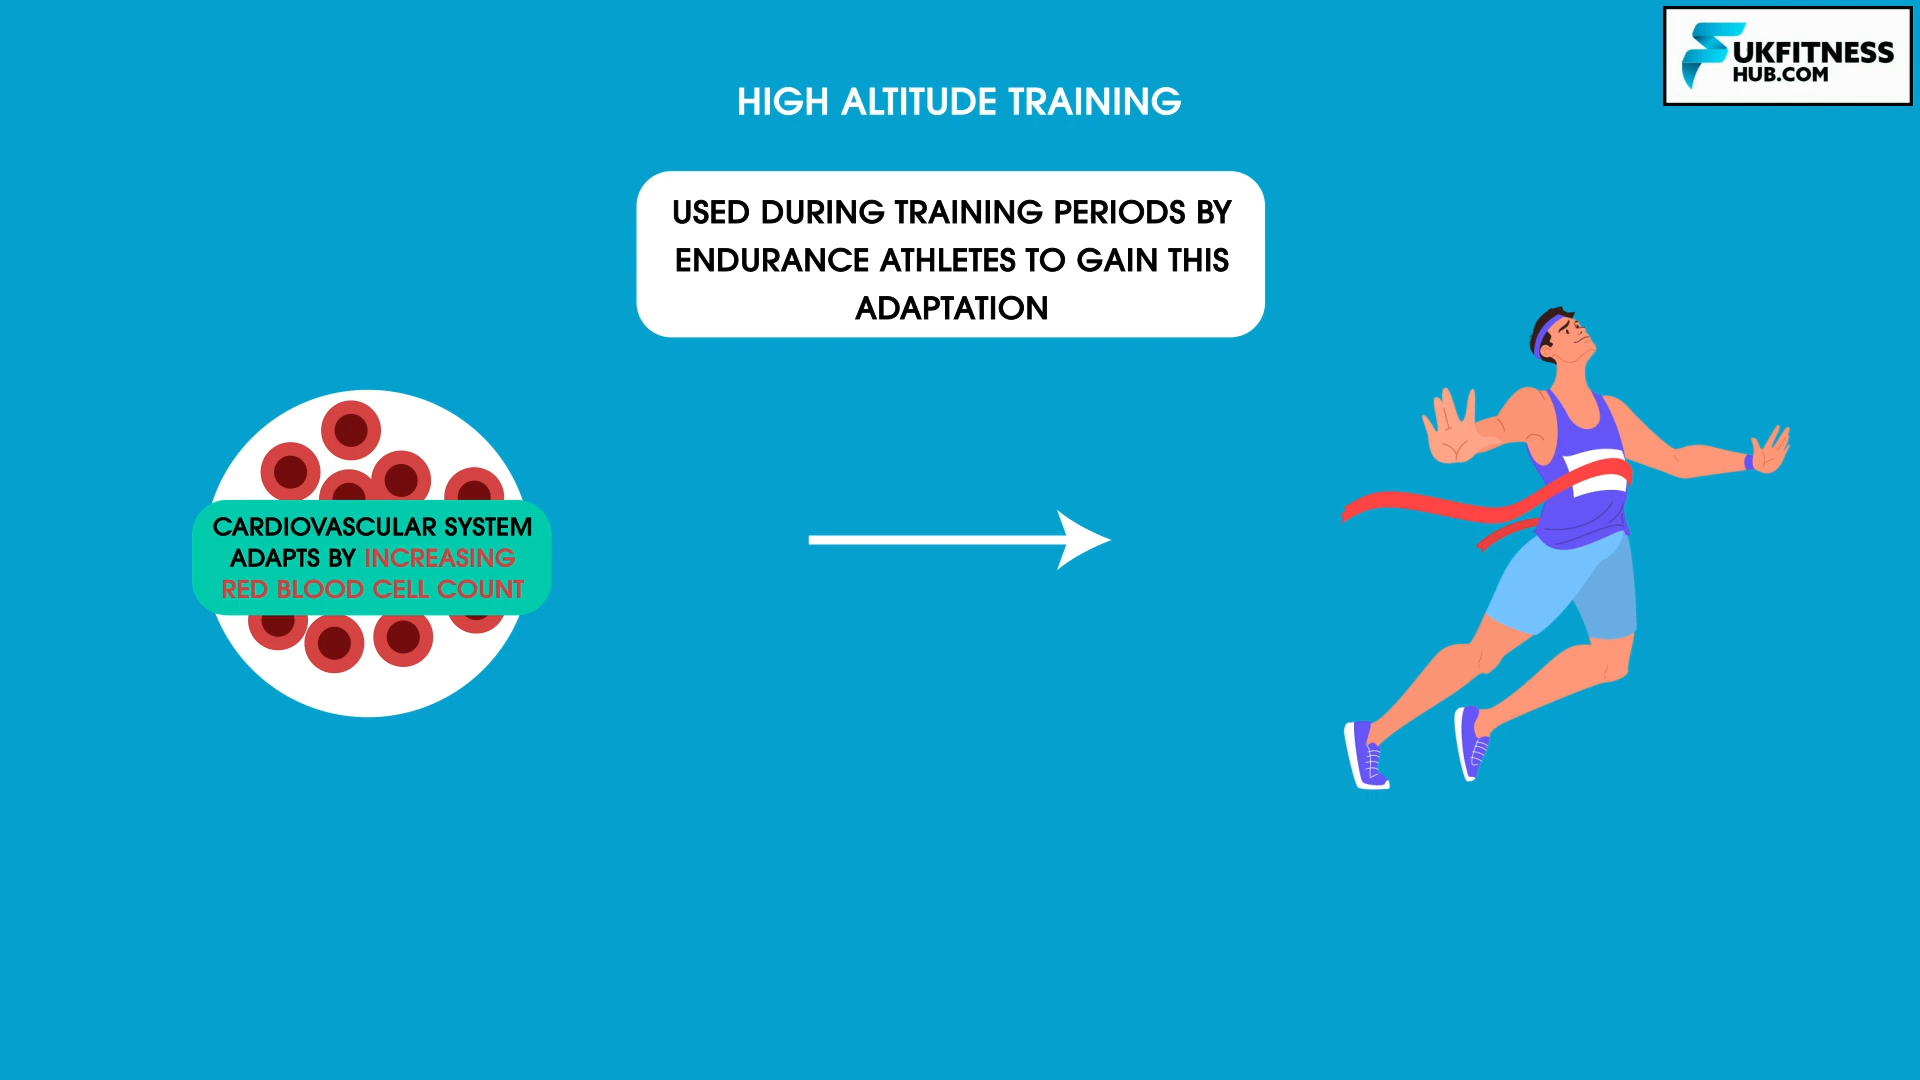 UKFITNESS
HUB.COM
HIGH ALTITUDE TRAINING
USED DURING TRAINING PERIODS BY
ENDURANCE ATHLETES TO GAIN THIS
ADAPTATION
CARDIOVASCULAR SYSTEM
ADAPTS BY INCREASING
RED BLOOD CELL COUNT